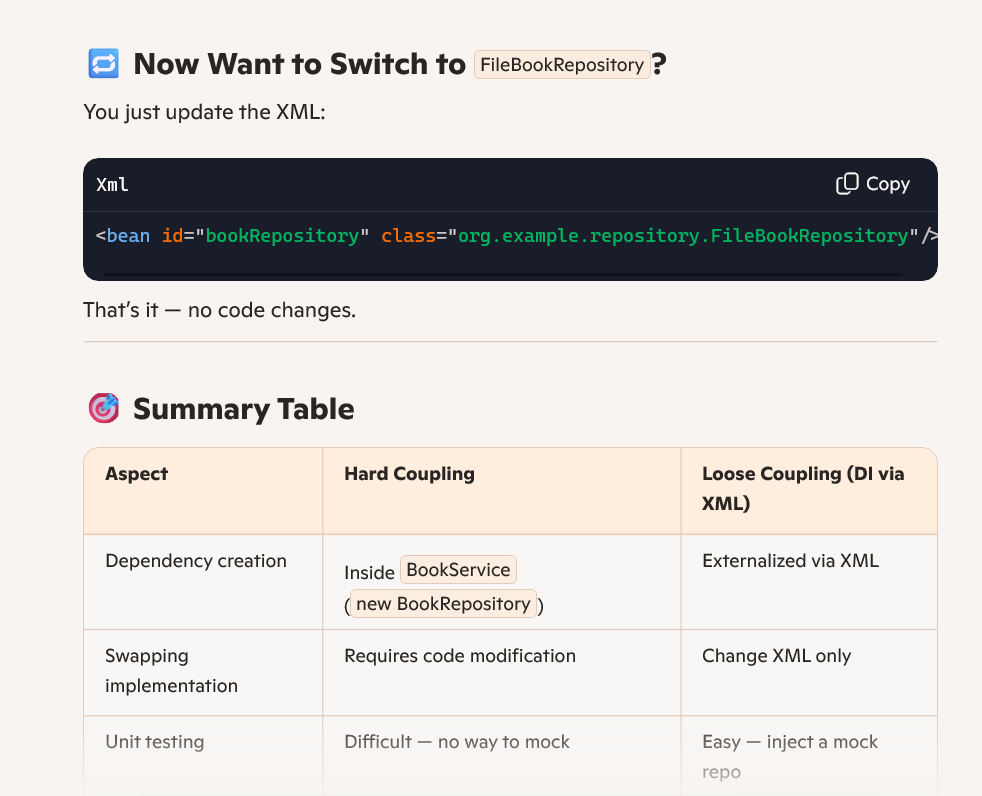 Now Want to Switch to FileBookRepository?
You just update the XML:
Xml
Copy
<bean id="bookRepository" class="org.example.repository.FileBookRepository"/>
That's it — no code changes.
Summary Table
Aspect
Hard Coupling
Loose Coupling (DI via
XML)
Dependency creation
Inside BookService
(new BookRepository)
Externalized via XML
Swapping
implementation
Requires code modification
Change XML only
Unit testing
Difficult — no way to mock
Easy — inject a mock
repo